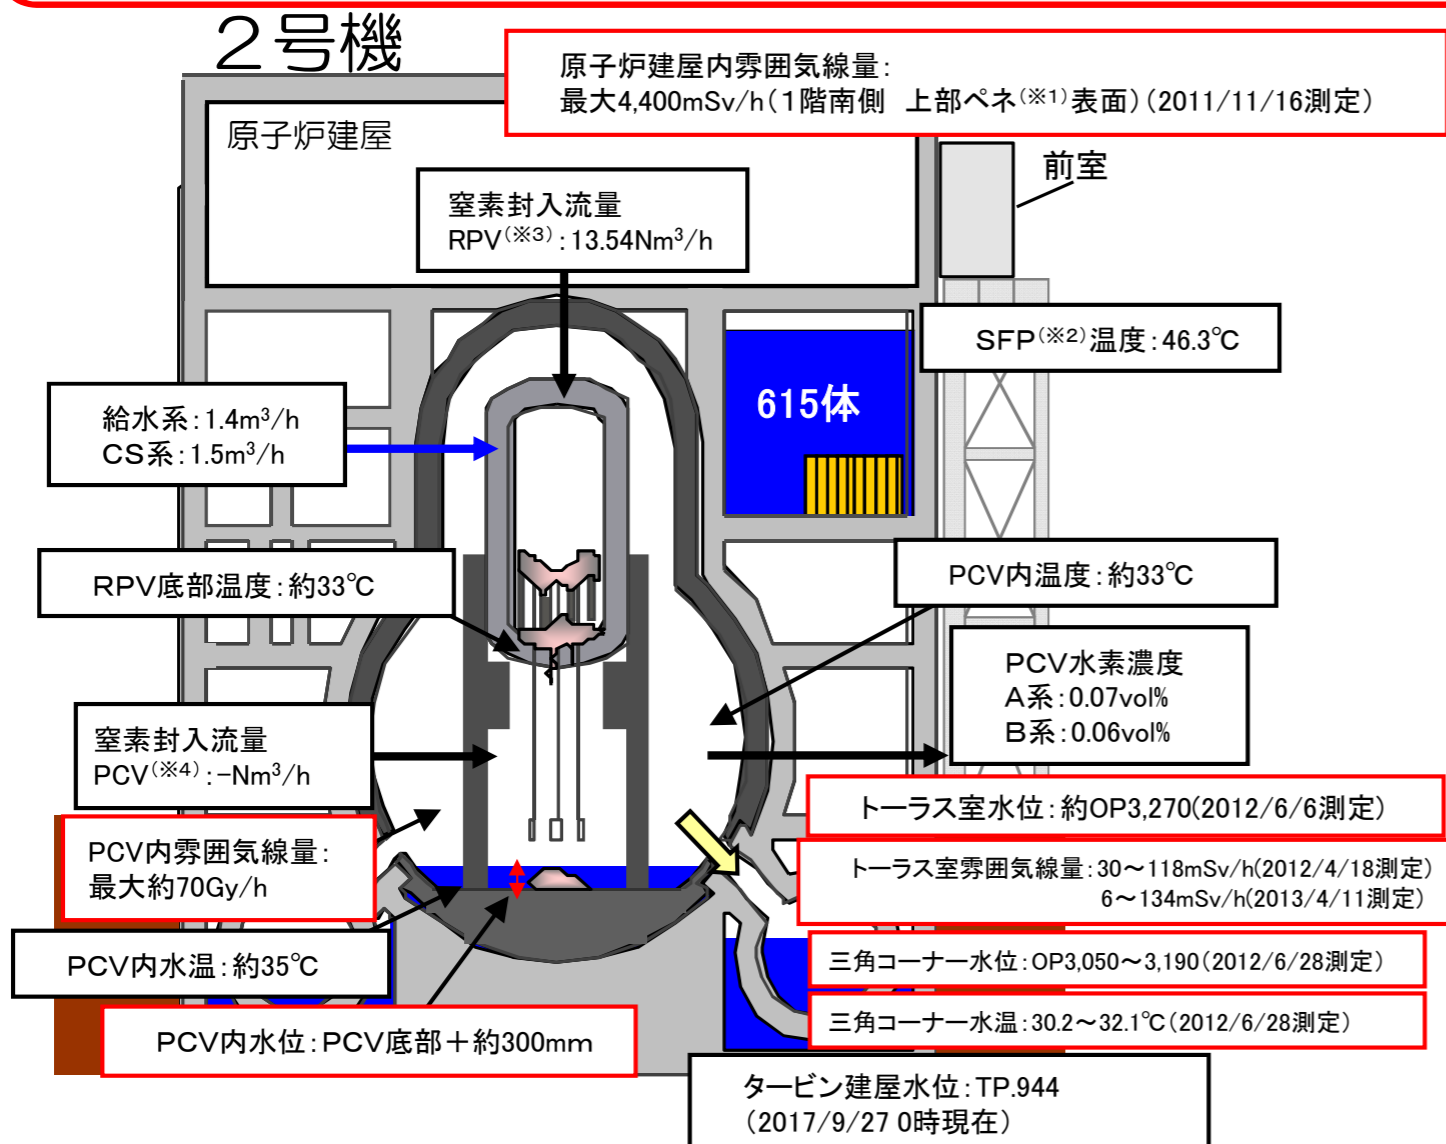 2号機
原子炉建屋内雰囲気線量:
最大4,400mSv/h(1階南側 上部ペネ(※1)表面)(2011/11/16測定)
原子炉建屋
前室
窒素封入流量
RPV(※3):13.54Nm³/h
SFP(※2)温度:46.3℃
給水系:1.4m³/h
CS系:1.5m³/h
615体
RPV底部温度:約33℃
PCV内温度:約33℃
PCV水素濃度
A系:0.07vol%
B系:0.06vol%
窒素封入流量
PCV(※4):-Nm³/h
トーラス室水位:約OP3,270(2012/6/6測定)
PCV内雰囲気線量:
最大約70Gy/h
トーラス室雰囲気線量:30~118mSv/h(2012/4/18測定)
6~134mSv/h(2013/4/11測定)
PCV内水温:約35℃
三角コーナー水位:OP3,050~3,190(2012/6/28測定)
三角コーナー水温:30.2~32.1℃(2012/6/28測定)
PCV内水位:PCV底部+約300mm
タービン建屋水位:TP.944
(2017/9/27 0時現在)